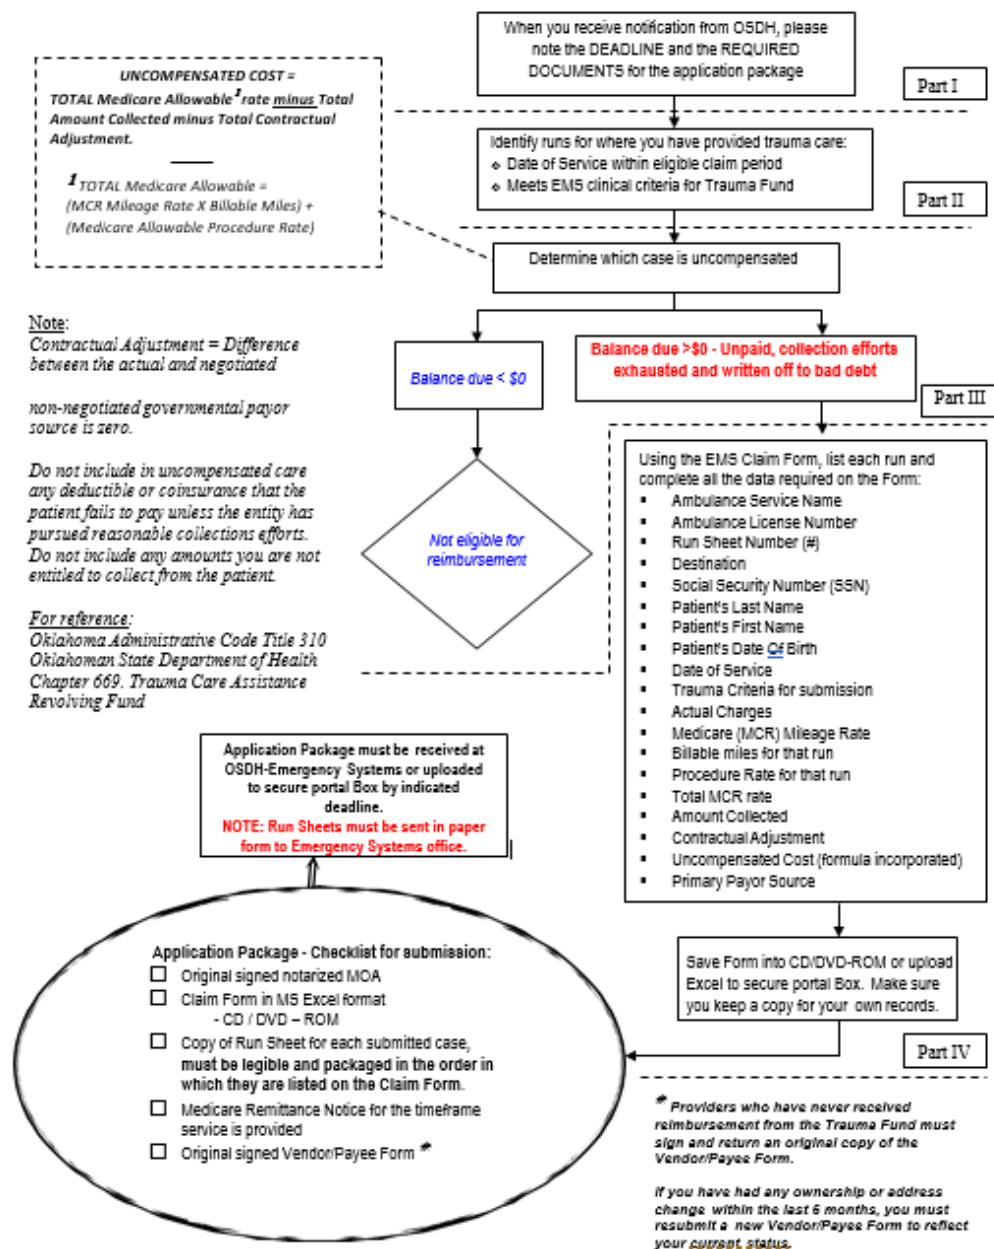 When you receive notification from OSDH, please
note the DEADLINE and the REQUIRED
DOCUMENTS for the application package
Part I
UNCOMPENSATED COST =
TOTAL Medicare Allowable¹ rate minus Total
Amount Collected minus Total Contractual
Adjustment.
¹ TOTAL Medicare Allowable =
(MCR Mileage Rate X Billable Miles) +
(Medicare Allowable Procedure Rate)
Identify runs for where you have provided trauma care:
❖ Date of Service within eligible claim period
❖ Meets EMS clinical criteria for Trauma Fund
Part II
Determine which case is uncompensated
Note:
Contractual Adjustment = Difference
between the actual and negotiated
non-negotiated governmental payor
source is zero.
Do not include in uncompensated care
any deductible or coinsurance that the
patient fails to pay unless the entity has
pursued reasonable collections efforts.
Do not include any amounts you are not
entitled to collect from the patient.
For reference:
Oklahoma Administrative Code Title 310
Oklahoman State Department of Health
Chapter 669. Trauma Care Assistance
Revolving Fund
Balance due < $0
Balance due >$0 - Unpaid, collection efforts
exhausted and written off to bad debt
Part III
Not eligible for
reimbursement
Using the EMS Claim Form, list each run and
complete all the data required on the Form:
▪ Ambulance Service Name
▪ Ambulance License Number
▪ Run Sheet Number (#)
▪ Destination
▪ Social Security Number (SSN)
▪ Patient's Last Name
▪ Patient's First Name
▪ Patient's Date Of Birth
▪ Date of Service
▪ Trauma Criteria for submission
▪ Actual Charges
▪ Medicare (MCR) Mileage Rate
▪ Billable miles for that run
▪ Procedure Rate for that run
▪ Total MCR rate
▪ Amount Collected
▪ Contractual Adjustment
▪ Uncompensated Cost (formula incorporated)
▪ Primary Payor Source
Save Form into CD/DVD-ROM or upload
Excel to secure portal Box. Make sure
you keep a copy for your own records.
Part IV
Application Package must be received at
OSDH-Emergency Systems or uploaded
to secure portal Box by indicated
deadline.
NOTE: Run Sheets must be sent in paper
form to Emergency Systems office.
Application Package - Checklist for submission:
☐ Original signed notarized MOA
☐ Claim Form in MS Excel format
- CD / DVD – ROM
☐ Copy of Run Sheet for each submitted case,
must be legible and packaged in the order in
which they are listed on the Claim Form.
☐ Medicare Remittance Notice for the timeframe
service is provided
☐ Original signed Vendor/Payee Form *
* Providers who have never received
reimbursement from the Trauma Fund must
sign and return an original copy of the
Vendor/Payee Form.
If you have had any ownership or address
change within the last 6 months, you must
resubmit a new Vendor/Payee Form to reflect
your current status.